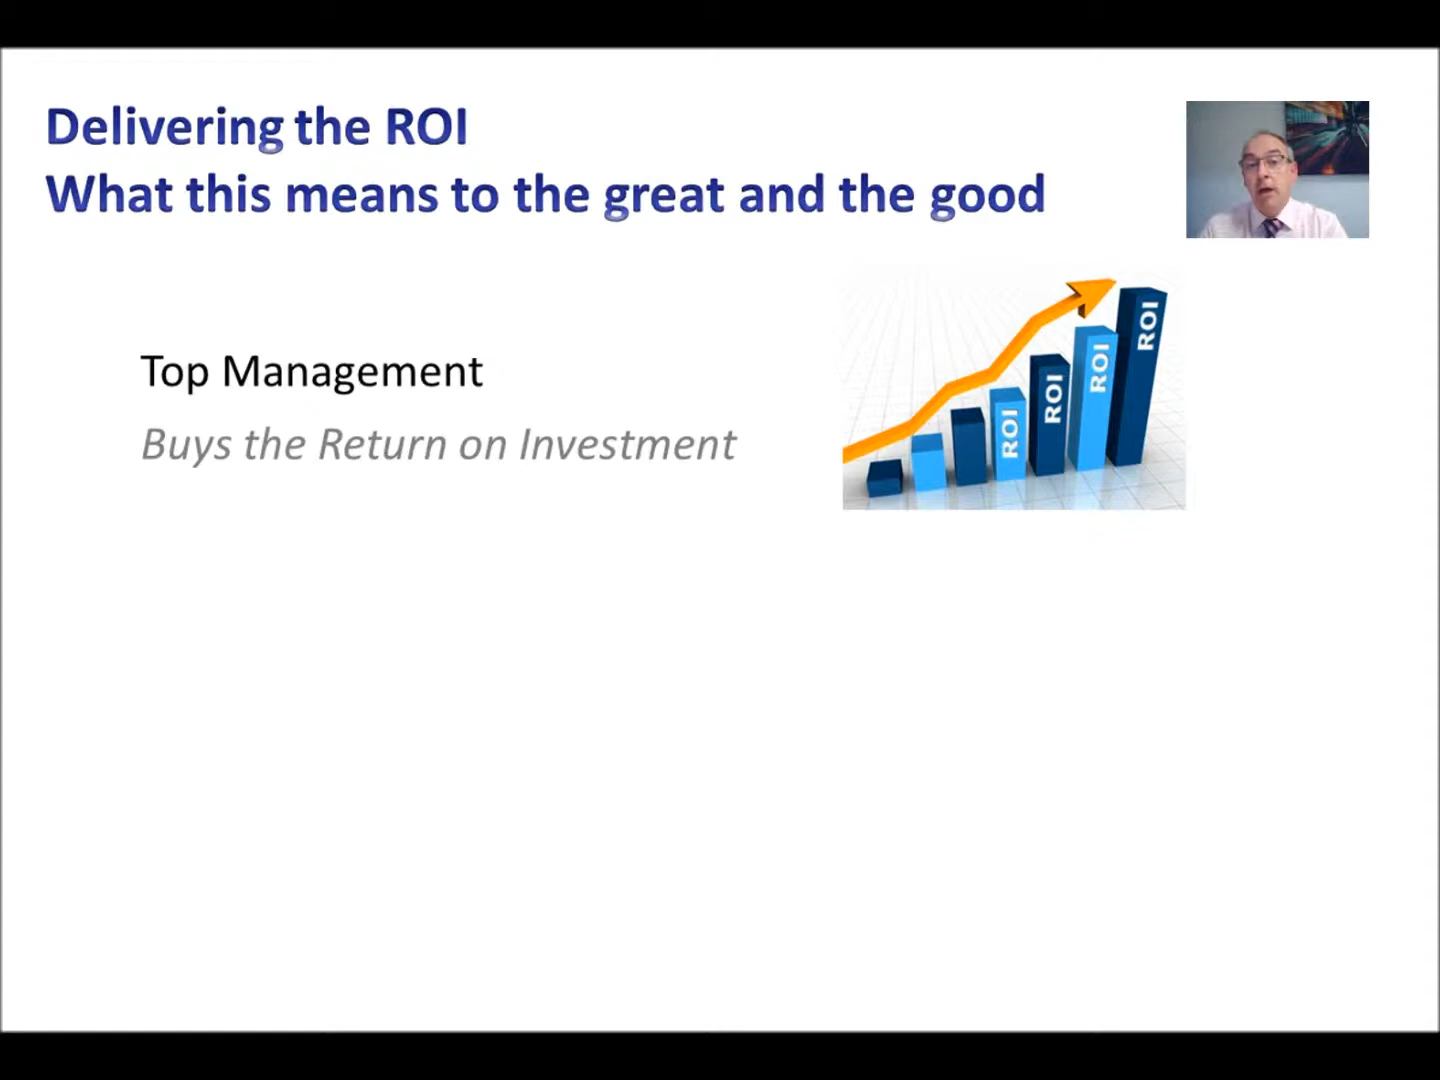 Delivering the ROI
What this means to the great and the good
Top Management
Buys the Return on Investment
ROI
ROI
ROI
ROI